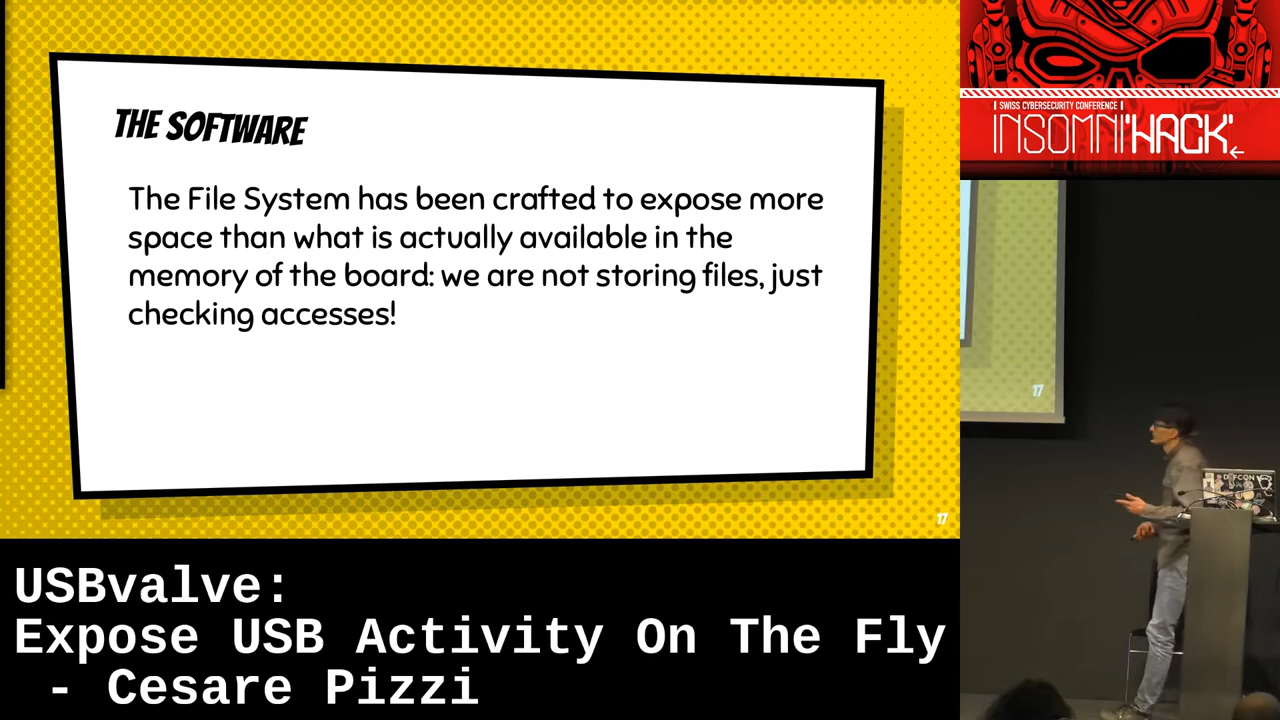 THE SOFTWARE
The File System has been crafted to expose more
space than what is actually available in the
memory of the board: we are not storing files, just
checking accesses!
17
USBvalve:
Expose USB Activity On The Fly
- Cesare Pizzi
SWISS CYBERSECURITY CONFERENCE
INSOMNI'HACK'
17
DEFCON